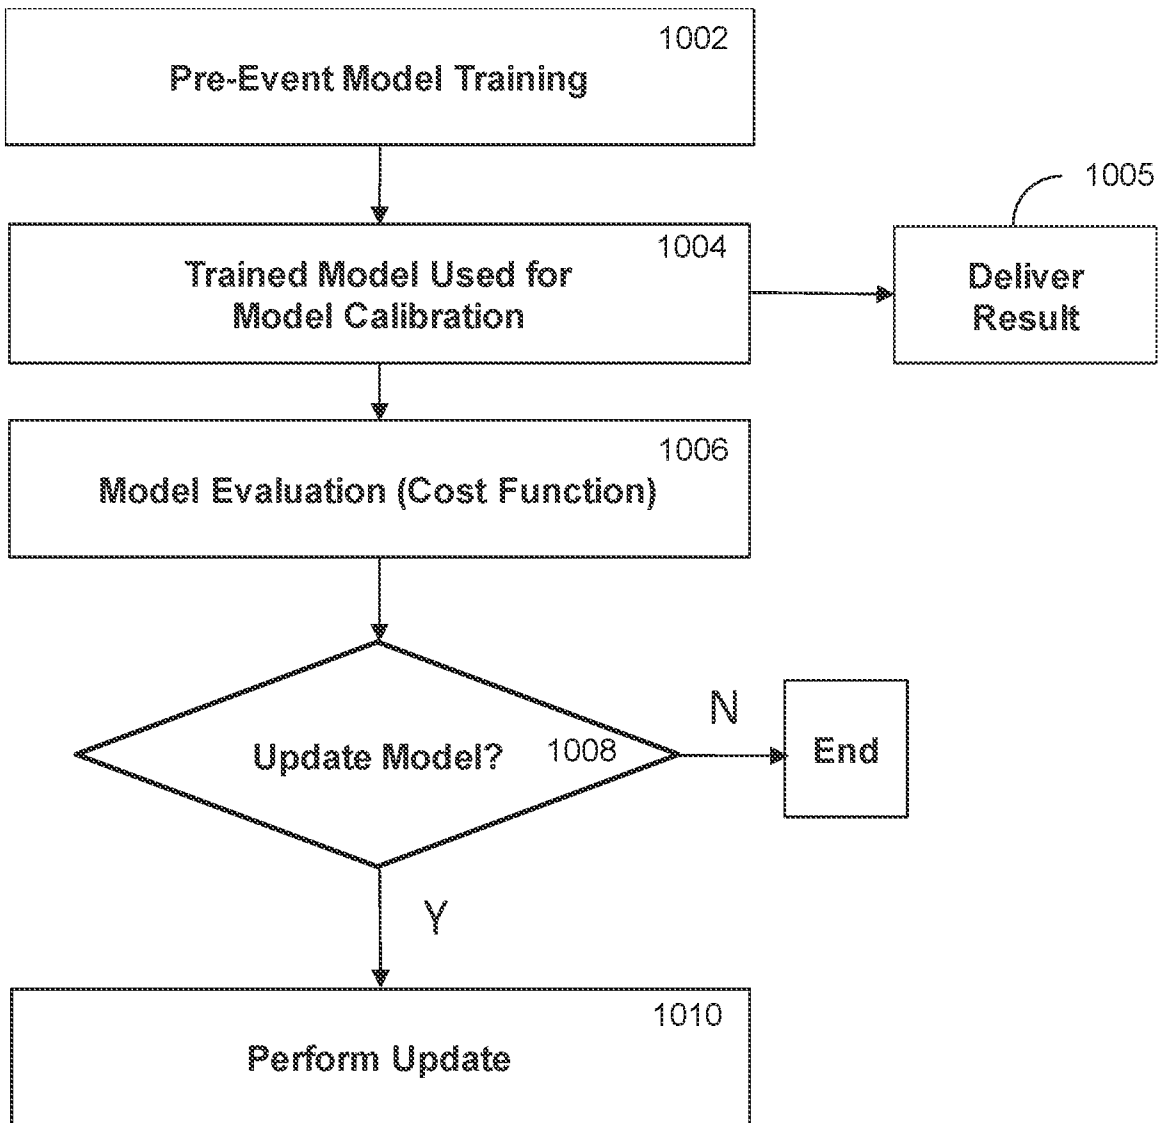 1002
Pre-Event Model Training
1005
1004
Trained Model Used for
Model Calibration
Deliver
Result
1006
Model Evaluation (Cost Function)
N
Update Model?
1008
End
Y
1010
Perform Update